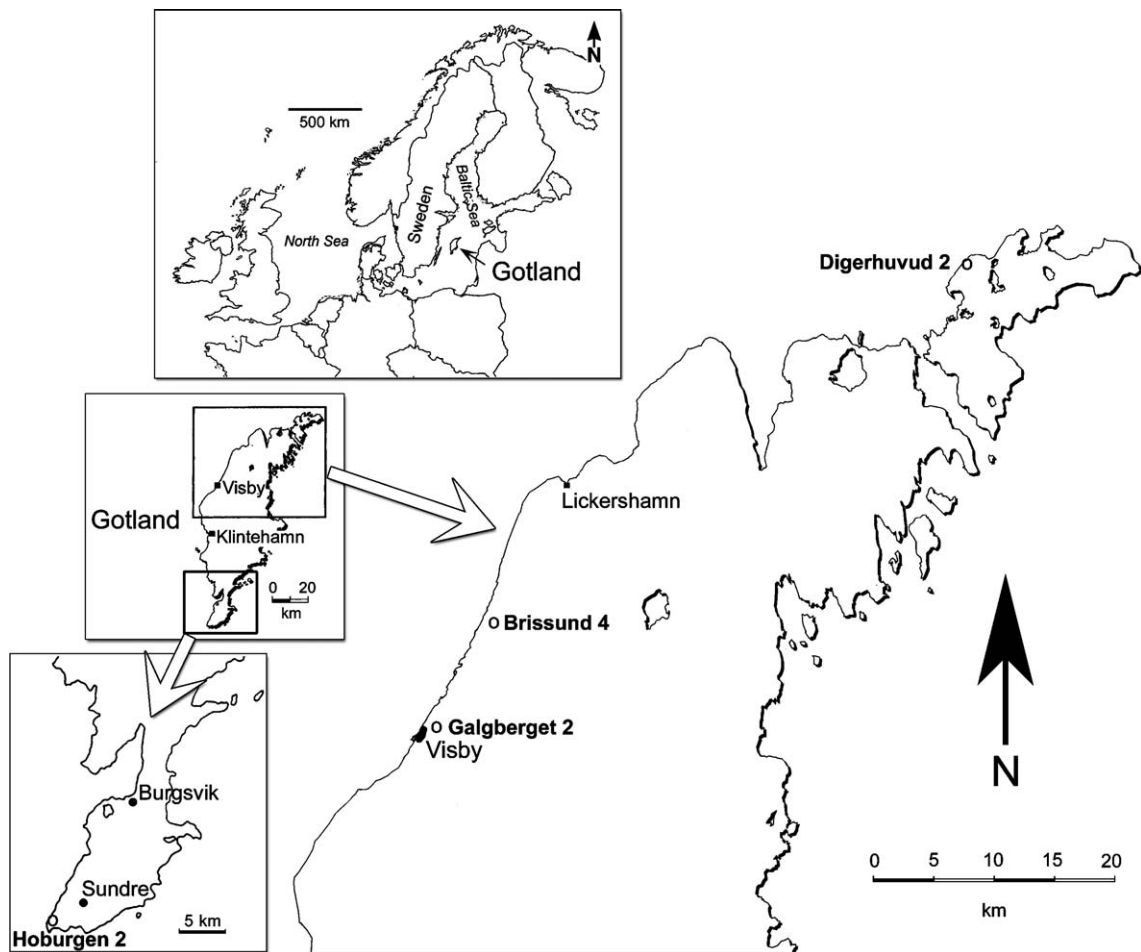 N
500 km
North Sea
Sweden
Baltic Sea
Gotland
Digerhuvud 2
Visby
Gotland
Klintehamn
0 20
km
Lickershamn
Brissund 4
Galgberget 2
Visby
N
0 5 10 15 20
km
Burgsvik
Sundre
5 km
Hoburgen 2